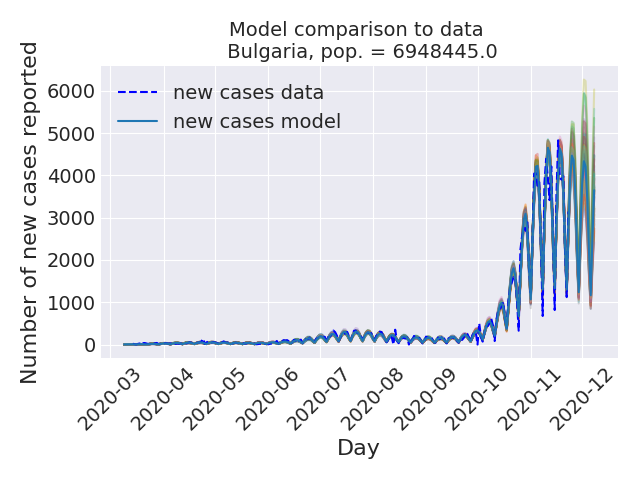 Model comparison to data
Bulgaria, pop. = 6948445.0
Number of new cases reported
6000
5000
4000
3000
2000
1000
0
new cases data
new cases model
2020-03
2020-04
2020-05
2020-06
2020-07
2020-08
2020-09
2020-10
2020-11
2020-12
Day